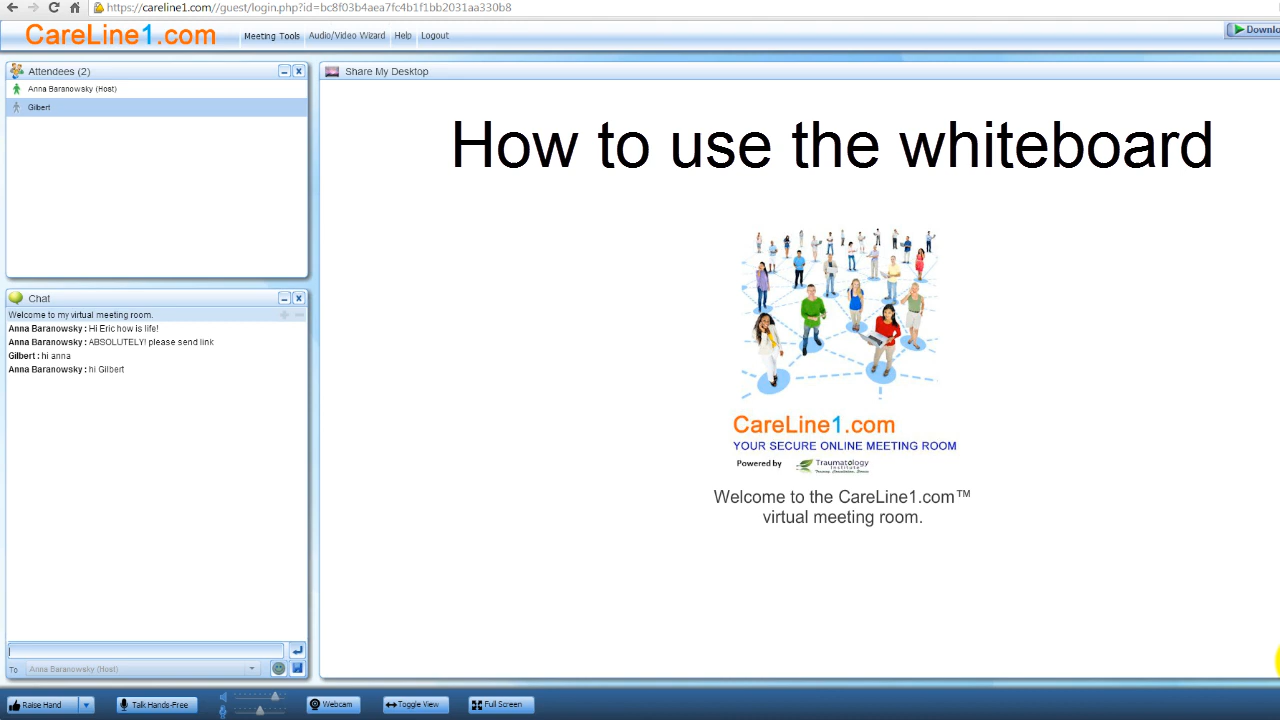 https://careline1.com//guest/login.php?id=bc8f03b4aea7fc4b1f1bb2031aa330b8
CareLine1.com
Meeting Tools Audio/Video Wizard Help Logout
Downlo
Attendees (2)
Anna Baranowsky (Host)
Gilbert
Share My Desktop
How to use the whiteboard
CareLine1.com
YOUR SECURE ONLINE MEETING ROOM
Powered by Traumatology Institute
Welcome to the CareLine1.com™
virtual meeting room.
Chat
Welcome to my virtual meeting room.
Anna Baranowsky : Hi Eric how is life!
Anna Baranowsky : ABSOLUTELY! please send link
Gilbert : hi anna
Anna Baranowsky : hi Gilbert
To Anna Baranowsky (Host)
Raise Hand Talk Hands-Free Webcam Toggle View Full Screen